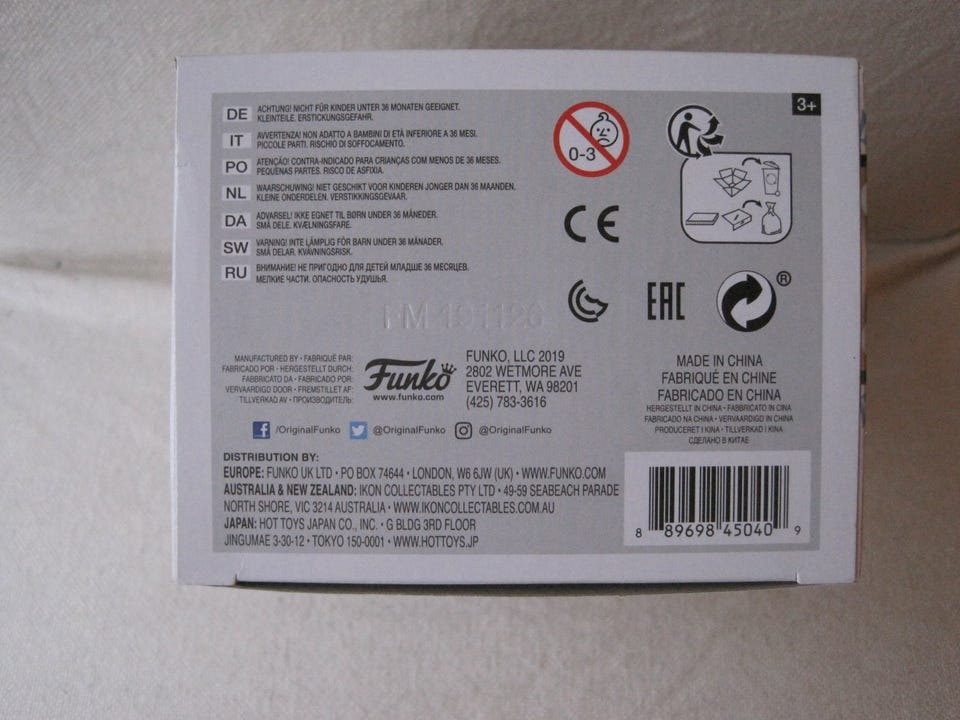 3+
DE ACHTUNG! NICHT FÜR KINDER UNTER 36 MONATEN GEEIGNET.
KLEINTEILE. ERSTICKUNGSGEFAHR.
IT AVVERTENZA! NON ADATTO A BAMBINI DI ETÀ INFERIORE A 36 MESI.
PICCOLE PARTI. RISCHIO DI SOFFOCAMENTO.
PO ATENÇÃO! CONTRA-INDICADO PARA CRIANÇAS COM MENOS DE 36 MESES.
PEQUENAS PARTES. RISCO DE ASFIXIA.
NL WAARSCHUWING! NIET GESCHIKT VOOR KINDEREN JONGER DAN 36 MAANDEN.
KLEINE ONDERDELEN. VERSTIKKINGSGEVAAR.
DA ADVARSEL! IKKE EGNET TIL BØRN UNDER 36 MÅNEDER.
SMÅ DELE. KVÆLNINGSFARE.
SW VARNING! INTE LÄMPLIG FÖR BARN UNDER 36 MÅNADER.
SMÅ DELAR. KVÄVNINGSRISK.
RU ВНИМАНИЕ! НЕ ПРИГОДНО ДЛЯ ДЕТЕЙ МЛАДШЕ 36 МЕСЯЦЕВ.
МЕЛКИЕ ЧАСТИ. ОПАСНОСТЬ УДУШЬЯ.
0-3
CE
EAC
®
MANUFACTURED BY • FABRIQUÉ PAR:
FABRICADO POR • HERGESTELLT DURCH:
FABBRICATO DA • FABRICADO POR:
VERVAARDIGD DOOR • FREMSTILLET AF:
TILLVERKAD AV • ПРОИЗВОДИТЕЛЬ:
Funko
www.funko.com
FUNKO, LLC 2019
2802 WETMORE AVE
EVERETT, WA 98201
(425) 783-3616
MADE IN CHINA
FABRIQUÉ EN CHINE
FABRICADO EN CHINA
HERGESTELLT IN CHINA • FABBRICATO IN CINA
FABRICADO NA CHINA • VERVAARDIGD IN CHINA
PRODUCERET I KINA • TILLVERKAD I KINA
СДЕЛАНО В КИТАЕ
/OriginalFunko @OriginalFunko @OriginalFunko
DISTRIBUTION BY:
EUROPE: FUNKO UK LTD • PO BOX 74644 • LONDON, W6 6JW (UK) • WWW.FUNKO.COM
AUSTRALIA & NEW ZEALAND: IKON COLLECTABLES PTY LTD • 49-59 SEABEACH PARADE
NORTH SHORE, VIC 3214 AUSTRALIA • WWW.IKONCOLLECTABLES.COM.AU
JAPAN: HOT TOYS JAPAN CO., INC. • G BLDG 3RD FLOOR
JINGUMAE 3-30-12 • TOKYO 150-0001 • WWW.HOTTOYS.JP
8 89698 45040 9